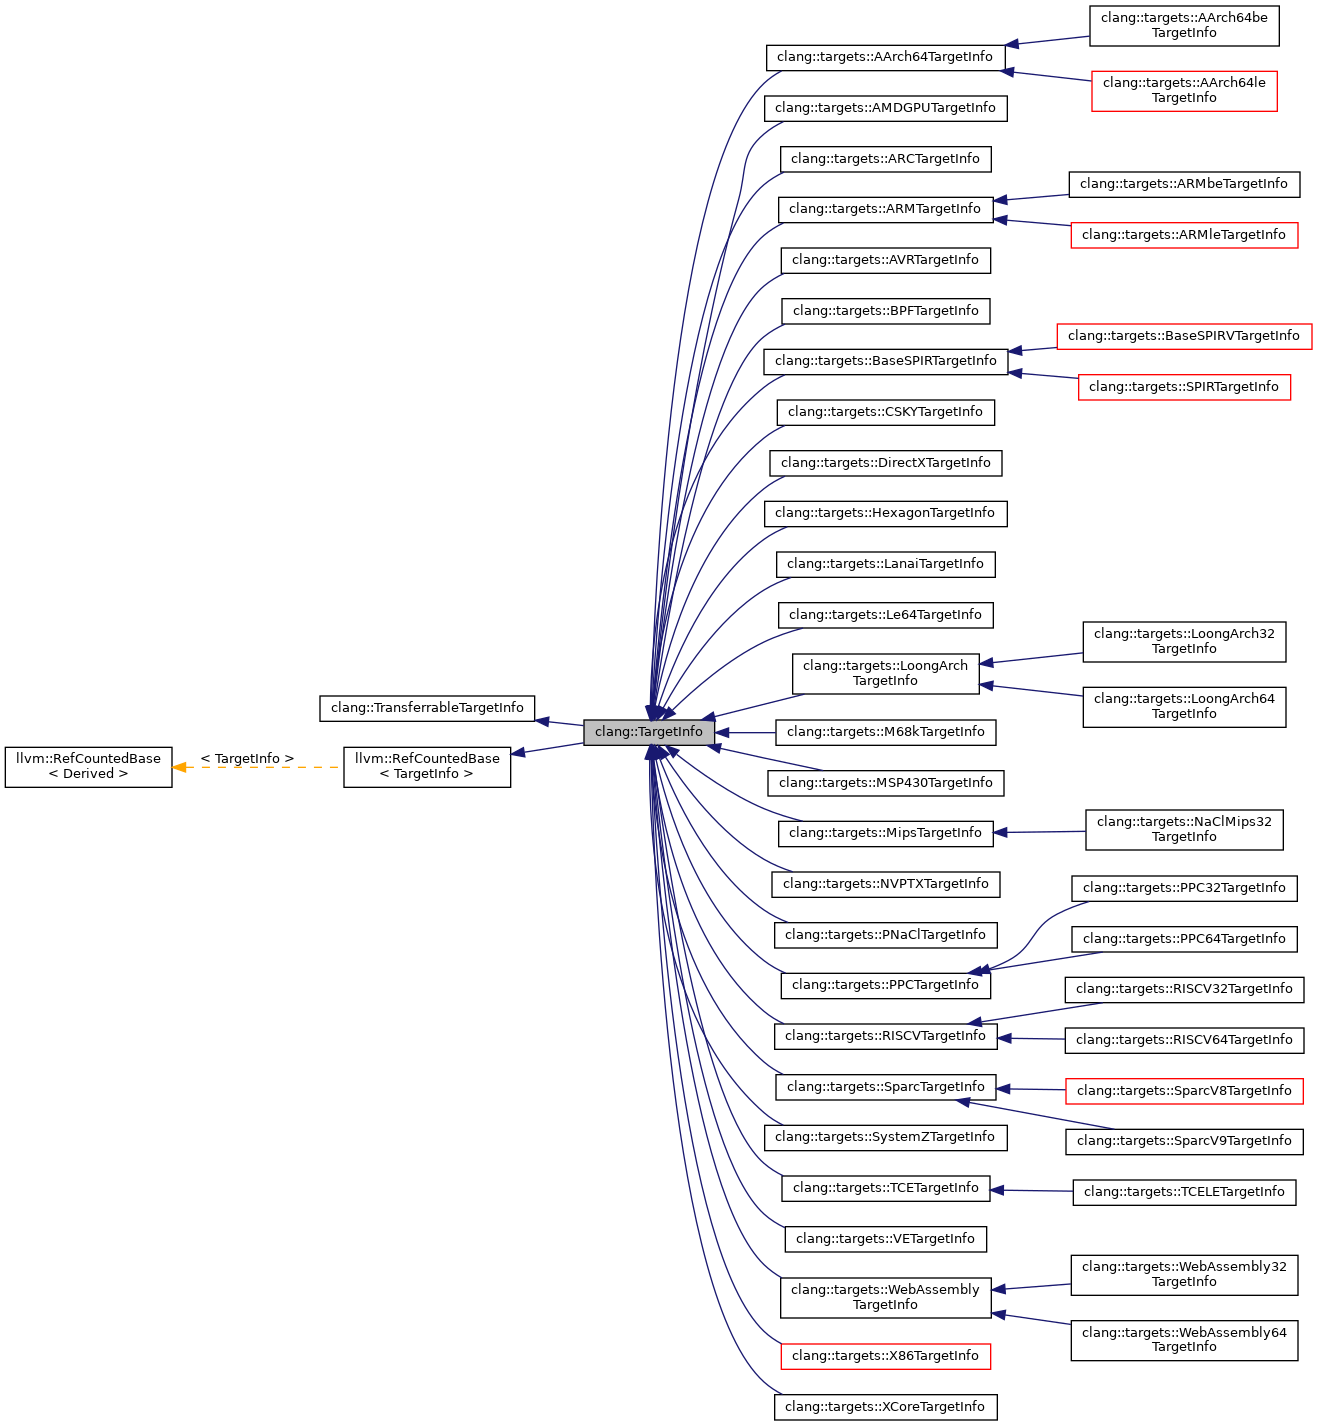 clang::targets::AArch64be
TargetInfo
clang::targets::AArch64TargetInfo
clang::targets::AArch64le
TargetInfo
clang::targets::AMDGPUTargetInfo
clang::targets::ARCTargetInfo
clang::targets::ARMbeTargetInfo
clang::targets::ARMTargetInfo
clang::targets::ARMleTargetInfo
clang::targets::AVRTargetInfo
clang::targets::BPFTargetInfo
clang::targets::BaseSPIRVTargetInfo
clang::targets::BaseSPIRTargetInfo
clang::targets::SPIRTargetInfo
clang::targets::CSKYTargetInfo
clang::targets::DirectXTargetInfo
clang::targets::HexagonTargetInfo
clang::targets::LanaiTargetInfo
clang::targets::Le64TargetInfo
clang::targets::LoongArch32
TargetInfo
clang::targets::LoongArch
TargetInfo
clang::targets::LoongArch64
TargetInfo
clang::TransferrableTargetInfo
clang::TargetInfo
clang::targets::M68kTargetInfo
llvm::RefCountedBase
< Derived >
< TargetInfo >
llvm::RefCountedBase
< TargetInfo >
clang::targets::MSP430TargetInfo
clang::targets::MipsTargetInfo
clang::targets::NaClMips32
TargetInfo
clang::targets::NVPTXTargetInfo
clang::targets::PPC32TargetInfo
clang::targets::PNaClTargetInfo
clang::targets::PPC64TargetInfo
clang::targets::PPCTargetInfo
clang::targets::RISCV32TargetInfo
clang::targets::RISCVTargetInfo
clang::targets::RISCV64TargetInfo
clang::targets::SparcTargetInfo
clang::targets::SparcV8TargetInfo
clang::targets::SystemZTargetInfo
clang::targets::SparcV9TargetInfo
clang::targets::TCETargetInfo
clang::targets::TCELETargetInfo
clang::targets::VETargetInfo
clang::targets::WebAssembly32
TargetInfo
clang::targets::WebAssembly
TargetInfo
clang::targets::WebAssembly64
TargetInfo
clang::targets::X86TargetInfo
clang::targets::XCoreTargetInfo